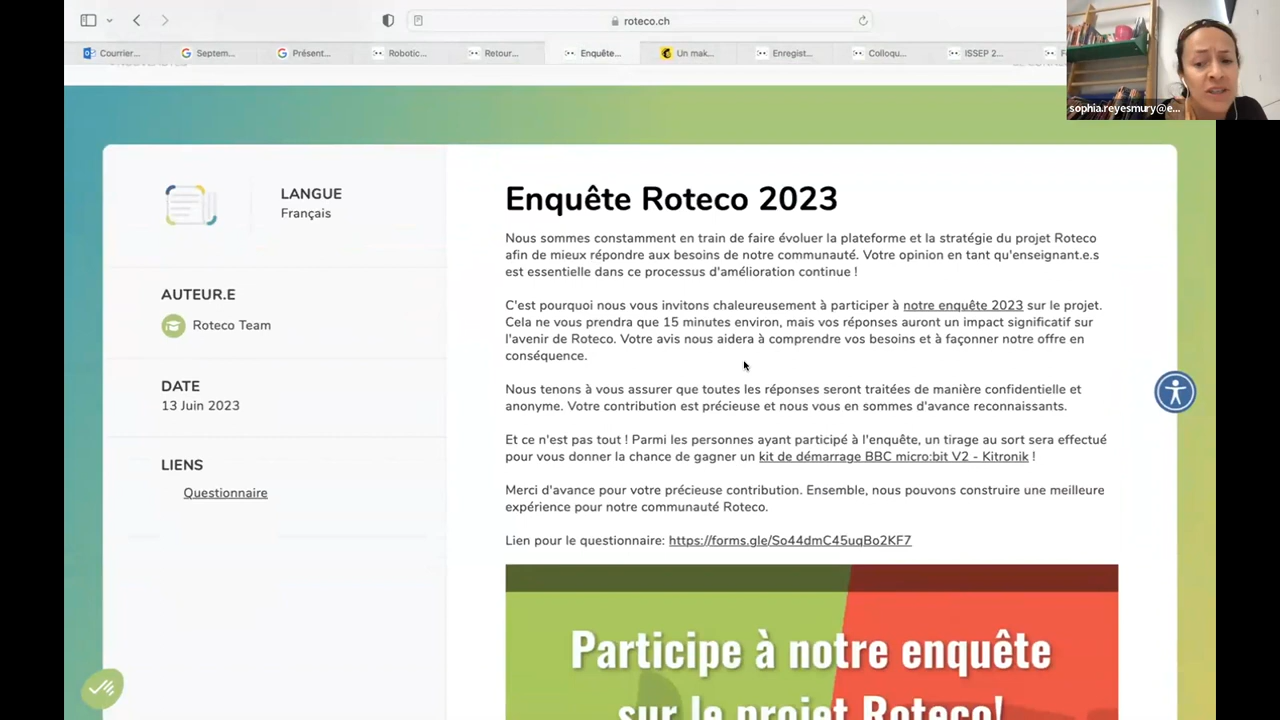 roteco.ch
Courrier...
Septem...
Présent...
Robotic...
Retour...
Enquête...
Un mak...
Enregist...
Colloqu...
ISSEP 2...
sophia.reyesmury@e...
LANGUE
Français
AUTEUR.E
Roteco Team
DATE
13 Juin 2023
LIENS
Questionnaire
Enquête Roteco 2023
Nous sommes constamment en train de faire évoluer la plateforme et la stratégie du projet Roteco
afin de mieux répondre aux besoins de notre communauté. Votre opinion en tant qu'enseignant.e.s
est essentielle dans ce processus d'amélioration continue !
C'est pourquoi nous vous invitons chaleureusement à participer à notre enquête 2023 sur le projet.
Cela ne vous prendra que 15 minutes environ, mais vos réponses auront un impact significatif sur
l'avenir de Roteco. Votre avis nous aidera à comprendre vos besoins et à façonner notre offre en
conséquence.
Nous tenons à vous assurer que toutes les réponses seront traitées de manière confidentielle et
anonyme. Votre contribution est précieuse et nous vous en sommes d'avance reconnaissants.
Et ce n'est pas tout ! Parmi les personnes ayant participé à l'enquête, un tirage au sort sera effectué
pour vous donner la chance de gagner un kit de démarrage BBC micro:bit V2 - Kitronik !
Merci d'avance pour votre précieuse contribution. Ensemble, nous pouvons construire une meilleure
expérience pour notre communauté Roteco.
Lien pour le questionnaire: https://forms.gle/So44dmC45uqBo2KF7
Participe à notre enquête
sur le projet Roteco!